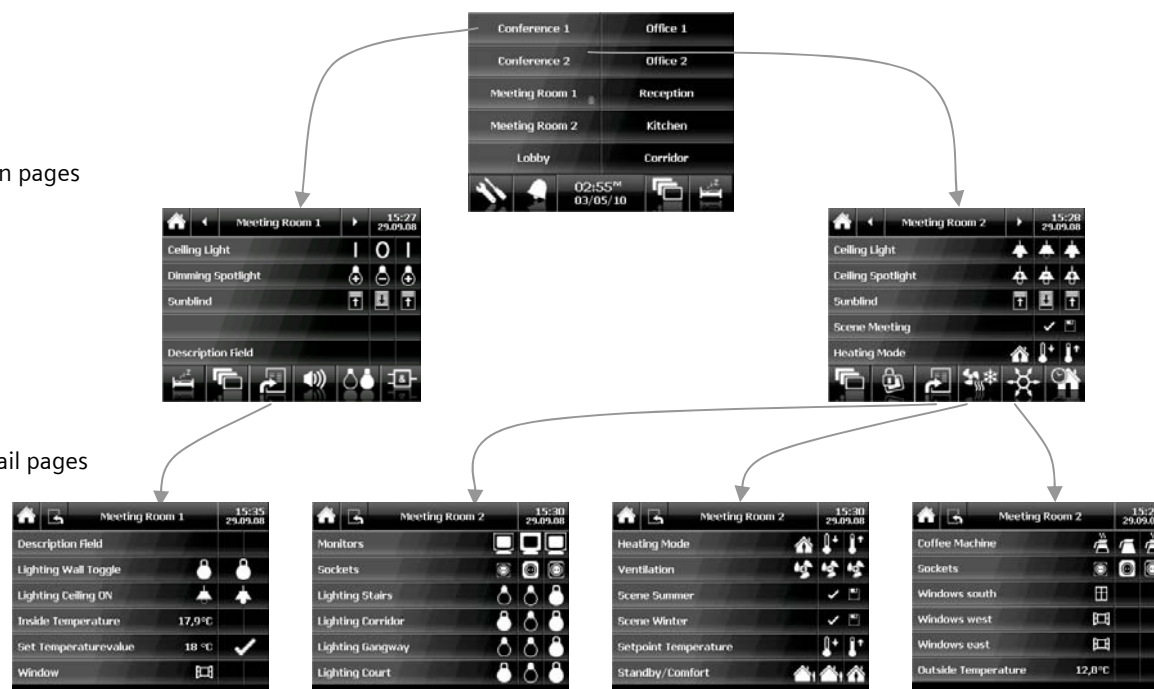 Conference 1 Office 1
Conference 2 Office 2
Meeting Room 1 Reception
Meeting Room 2 Kitchen
Lobby Corridor
02:55PM
03/05/10
n pages
Meeting Room 1 15:27
29.09.08
Ceiling Light I O I
Dimming Spotlight
Sunblind
Description Field
&
Meeting Room 2 15:28
29.09.08
Ceiling Light
Ceiling Spotlight
Sunblind
Scene Meeting
Heating Mode
ail pages
Meeting Room 1 15:35
29.09.08
Description Field
Lighting Wall Toggle
Lighting Ceiling ON
Inside Temperature 17,9°C
Set Temperaturevalue 18 °C
Window
Meeting Room 2 15:30
29.09.08
Monitors
Sockets
Lighting Stairs
Lighting Corridor
Lighting Gangway
Lighting Court
Meeting Room 2 15:30
29.09.08
Heating Mode
Ventilation
Scene Summer
Scene Winter
Setpoint Temperature
Standby/Comfort
Meeting Room 2 15:2
29.09.0
Coffee Machine
Sockets
Windows south
Windows west
Windows east
Outside Temperature 12,8°C